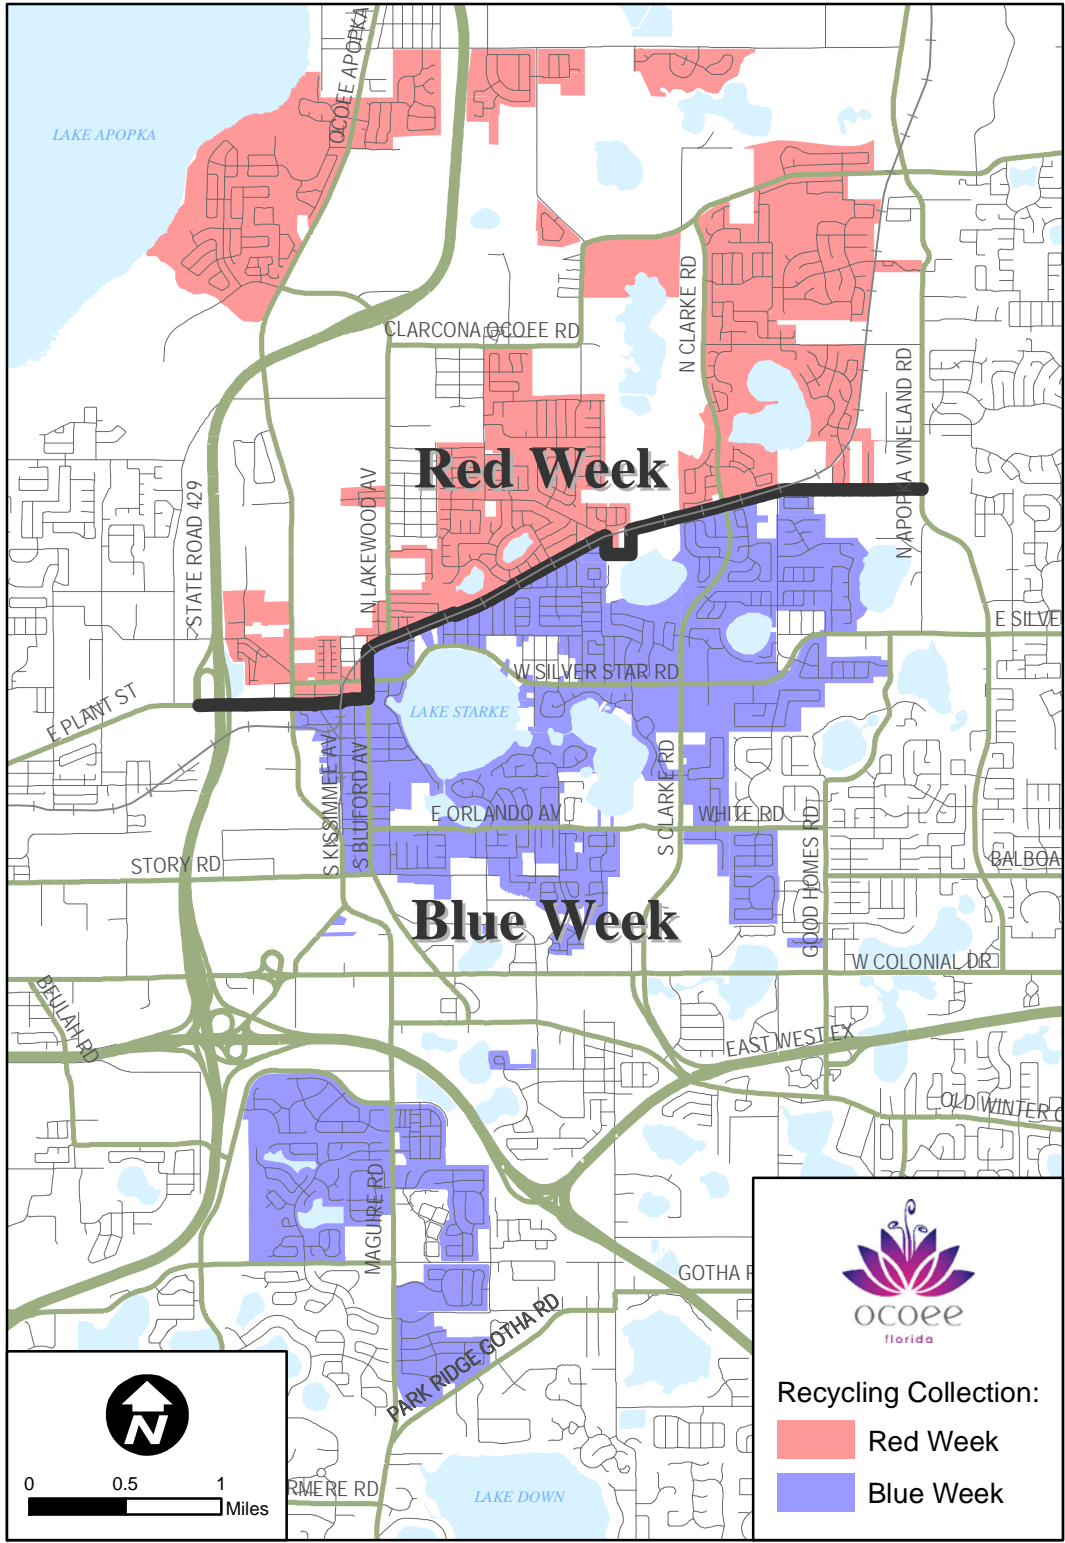 OCOEE APOPKA
LAKE APOPKA
N CLARKE RD
CLARCONA OCOEE RD
N APOPKA VINELAND RD
Red Week
N LAKEWOOD AV
STATE ROAD 429
E SILVE
W SILVER STAR RD
E PLANT ST
LAKE STARKE
S KISSIMMEE AV
S BLUFORD AV
S CLARKE RD
E ORLANDO AV
WHITE RD
GOOD HOMES RD
STORY RD
BALBOA
Blue Week
W COLONIAL DR
BEULAH RD
EAST WEST EX
OLD WINTER G
MAGUIRE RD
GOTHA R
PARK RIDGE GOTHA RD
ocoee
florida
Recycling Collection:
Red Week
Blue Week
N
0 0.5 1
Miles
RMERE RD
LAKE DOWN